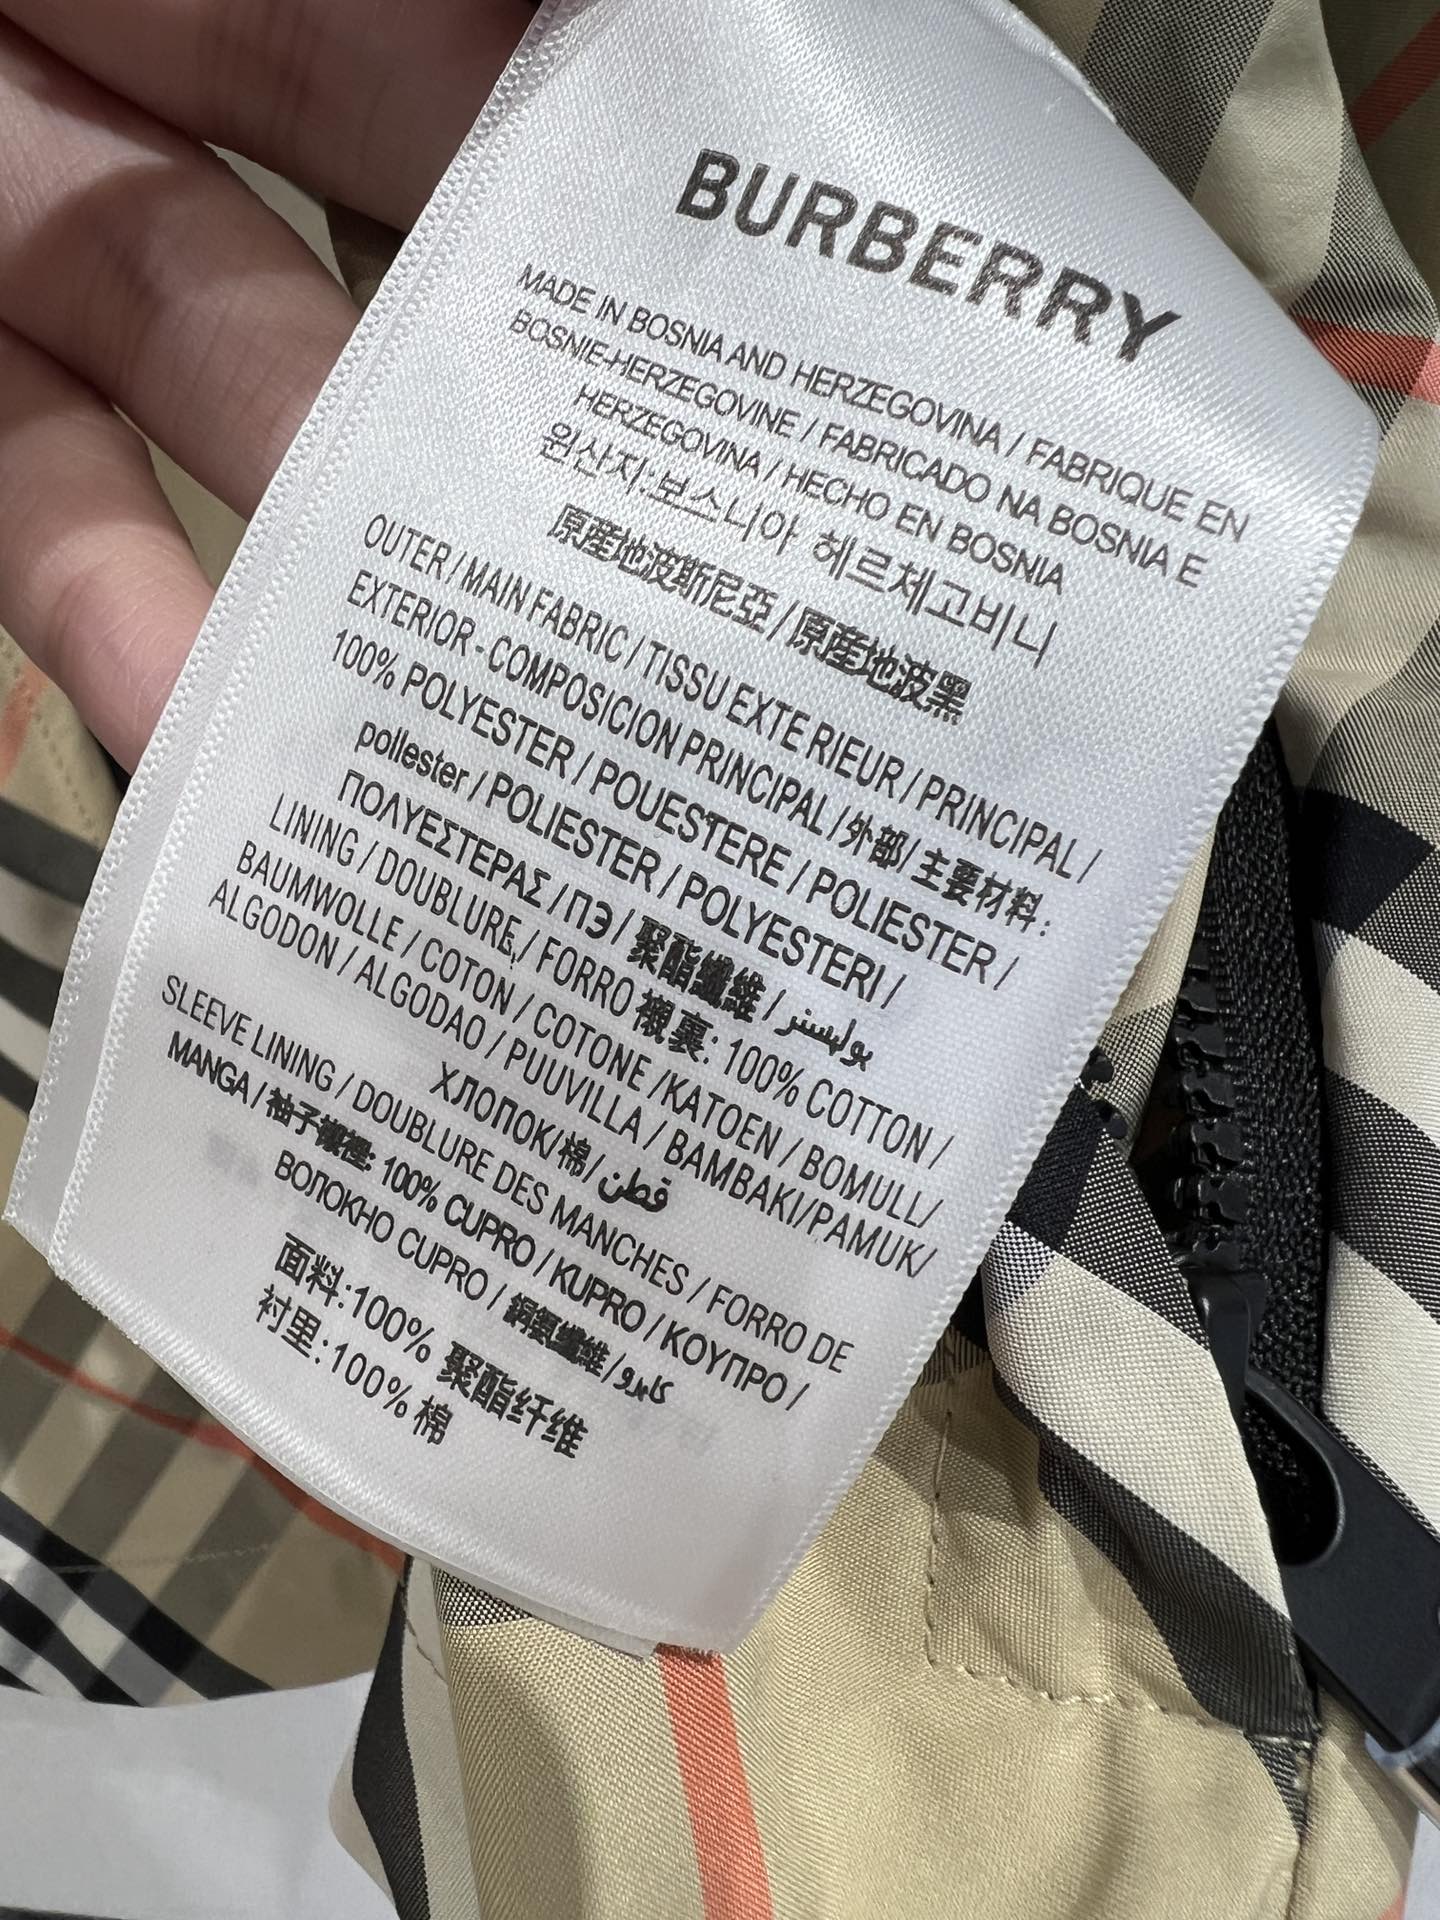 BURBERRY
MADE IN BOSNIA AND HERZEGOVINA / FABRIQUE EN
BOSNIE-HERZEGOVINE / FABRICADO NA BOSNIA E
HERZEGOVINA / HECHO EN BOSNIA
원산지:보스니아 헤르체고비니
原產地波斯尼亞 / 原產地波黑
OUTER / MAIN FABRIC / TISSU EXTE RIEUR / PRINCIPAL /
EXTERIOR - COMPOSICION PRINCIPAL / 外部 / 主要材料:
100% POLYESTER / POUESTERE / POLIESTER /
pollester / POLIESTER / POLYESTERI /
ΠΟΛΥΕΣΤΕΡΑΣ / ПЭ / 聚酯纖維 / بوليستر
LINING / DOUBLURE, / FORRO 襯裏: 100% COTTON /
BAUMWOLLE / COTON / COTONE /KATOEN / BOMULL/
ALGODON / ALGODAO / PUUVILLA / BAMBAKI/PAMUK/
ХЛОПОК/棉/ قطن
SLEEVE LINING / DOUBLURE DES MANCHES / FORRO DE
MANGA / 袖子襯裡: 100% CUPRO / KUPRO / ΚΟΥΠΡΟ /
ВОЛОКНО CUPRO / 銅氨纖維 /
面料:100% 聚酯纤维
衬里:100% 棉